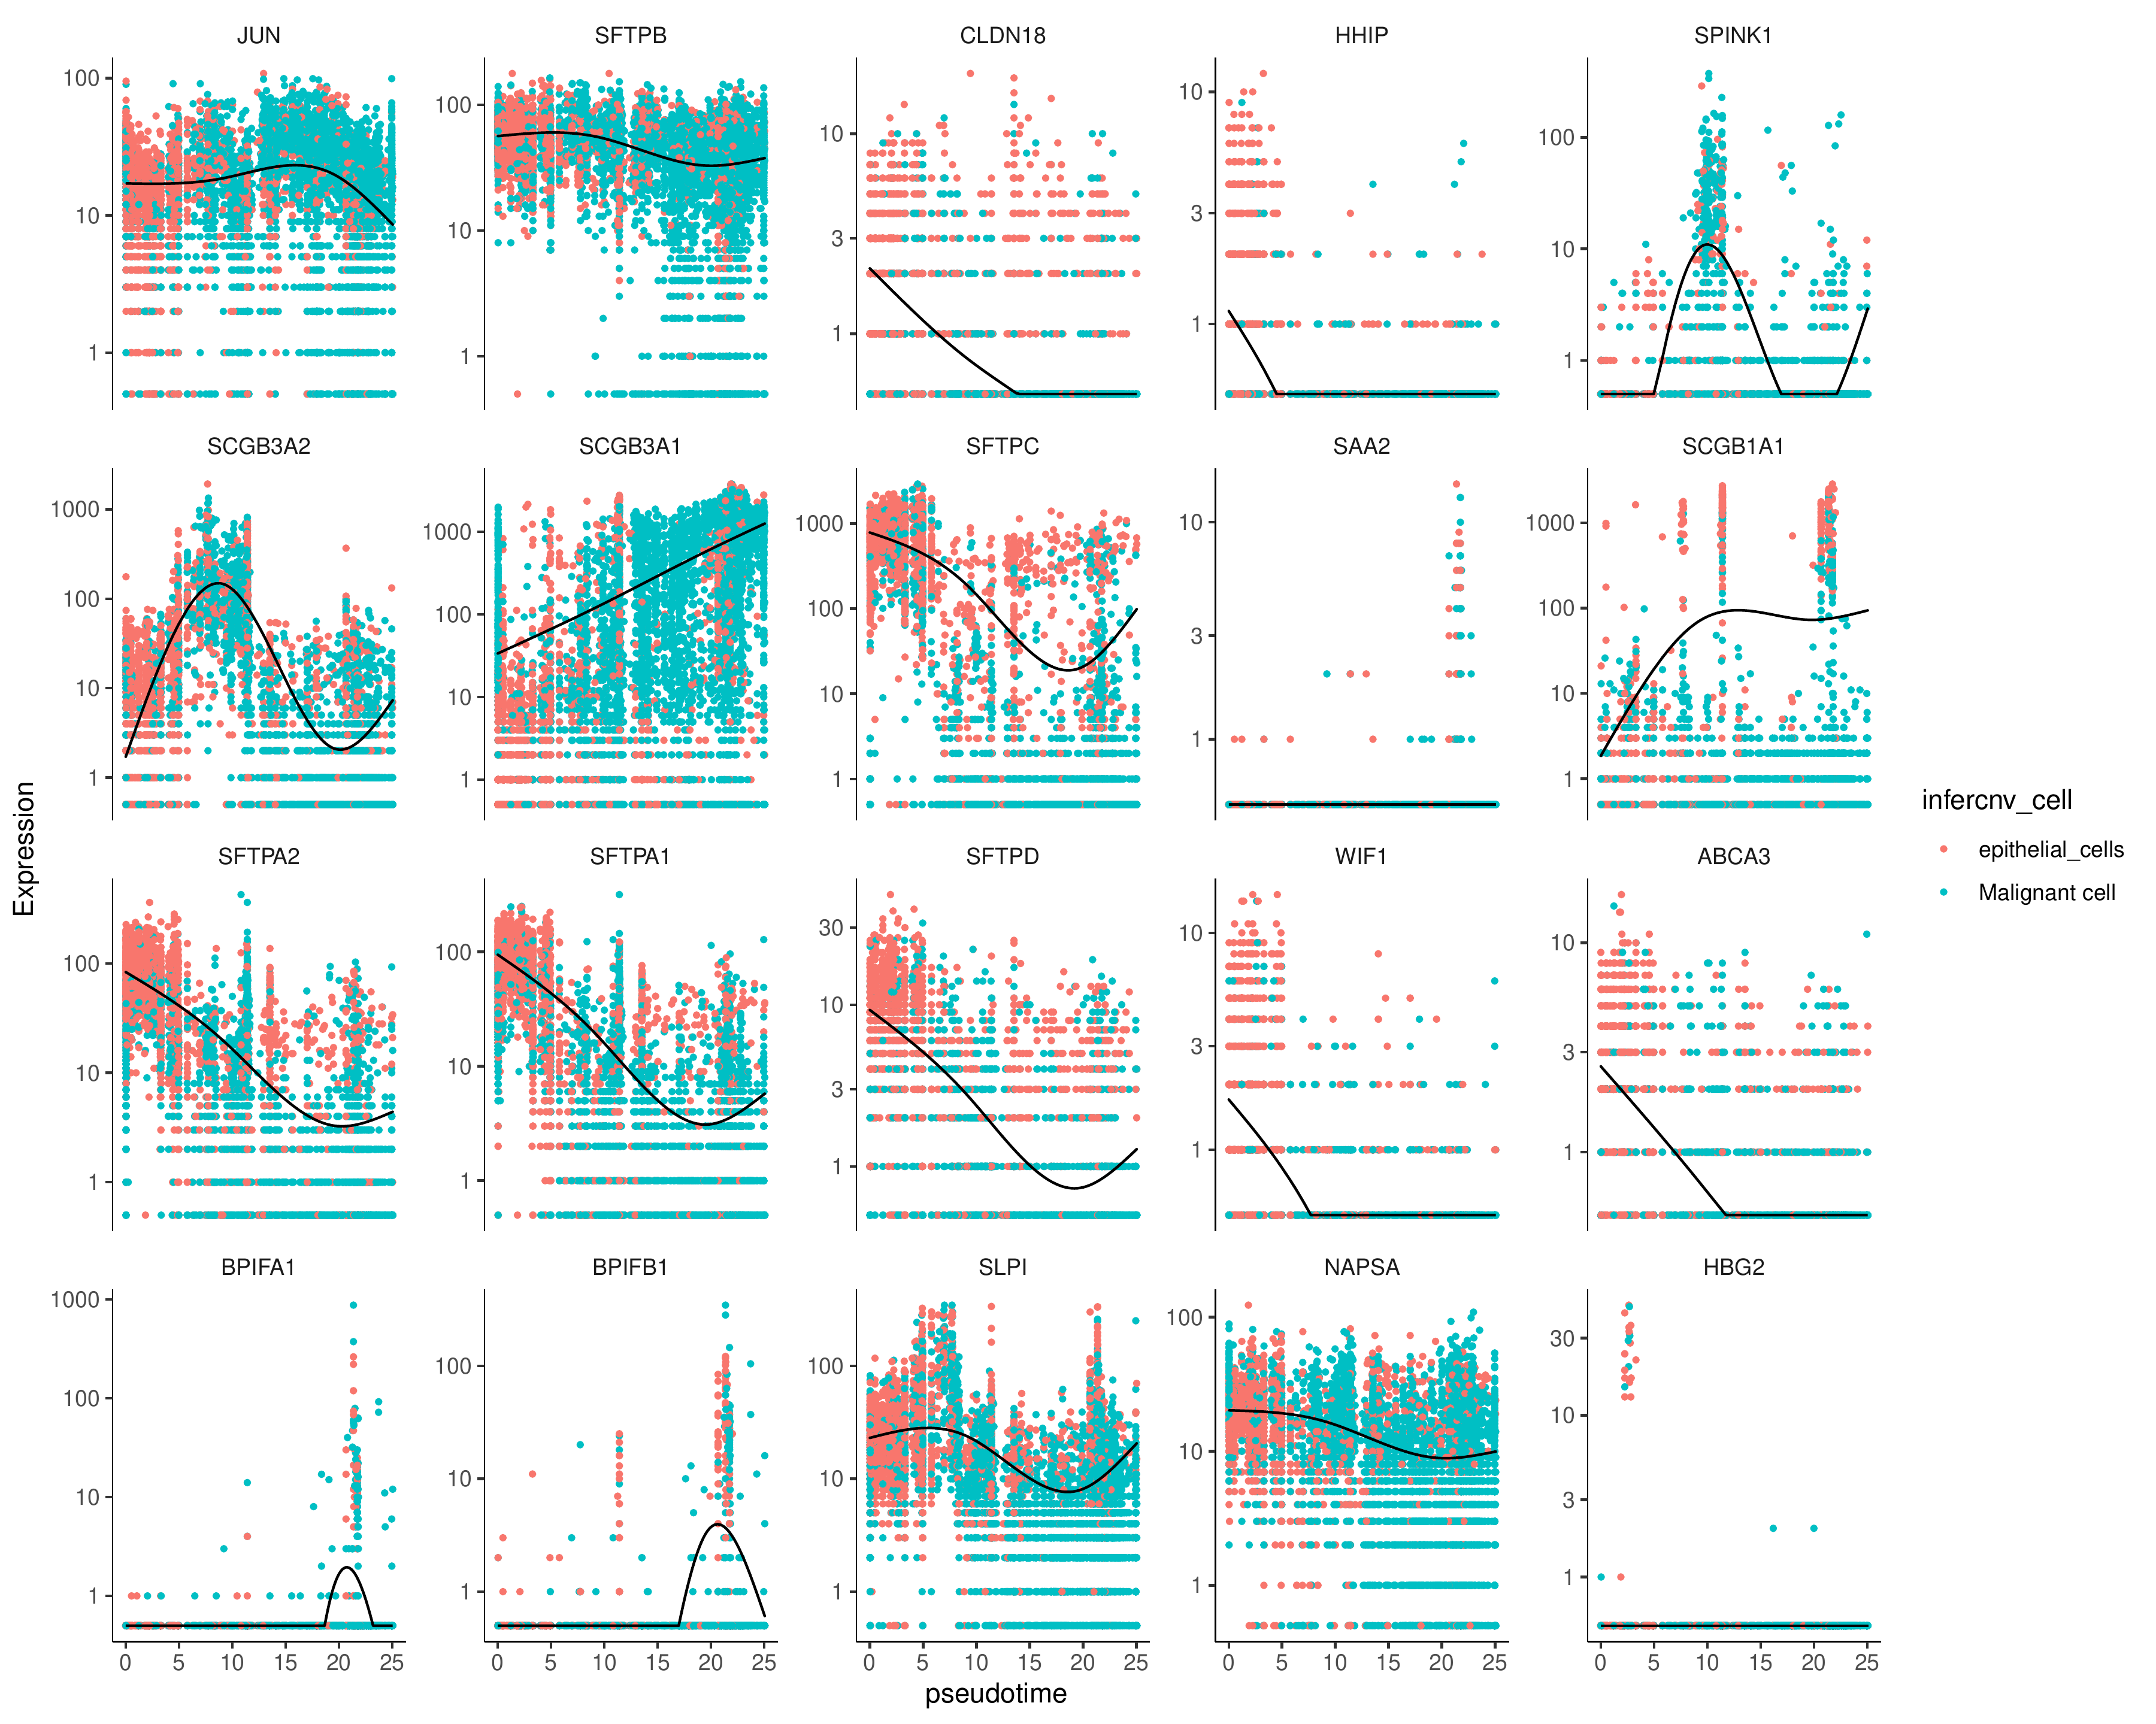 JUN SFTPB CLDN18 HHIP SPINK1
100 10 1
100 10 1
10 3 1
10 3 1
100 10 1
SCGB3A2 SCGB3A1 SFTPC SAA2 SCGB1A1
1000 100 10 1
1000 100 10 1
1000 100 10 1
10 3 1
1000 100 10 1
SFTPA2 SFTPA1 SFTPD WIF1 ABCA3
100 10 1
100 10 1
30 10 3 1
10 3 1
10 3 1
BPIFA1 BPIFB1 SLPI NAPSA HBG2
1000 100 10 1
100 10 1
100 10 1
100 10 1
30 10 3 1
0 5 10 15 20 25 0 5 10 15 20 25 0 5 10 15 20 25 0 5 10 15 20 25 0 5 10 15 20 25
pseudotime
Expression
infercnv_cell
epithelial_cells
Malignant cell